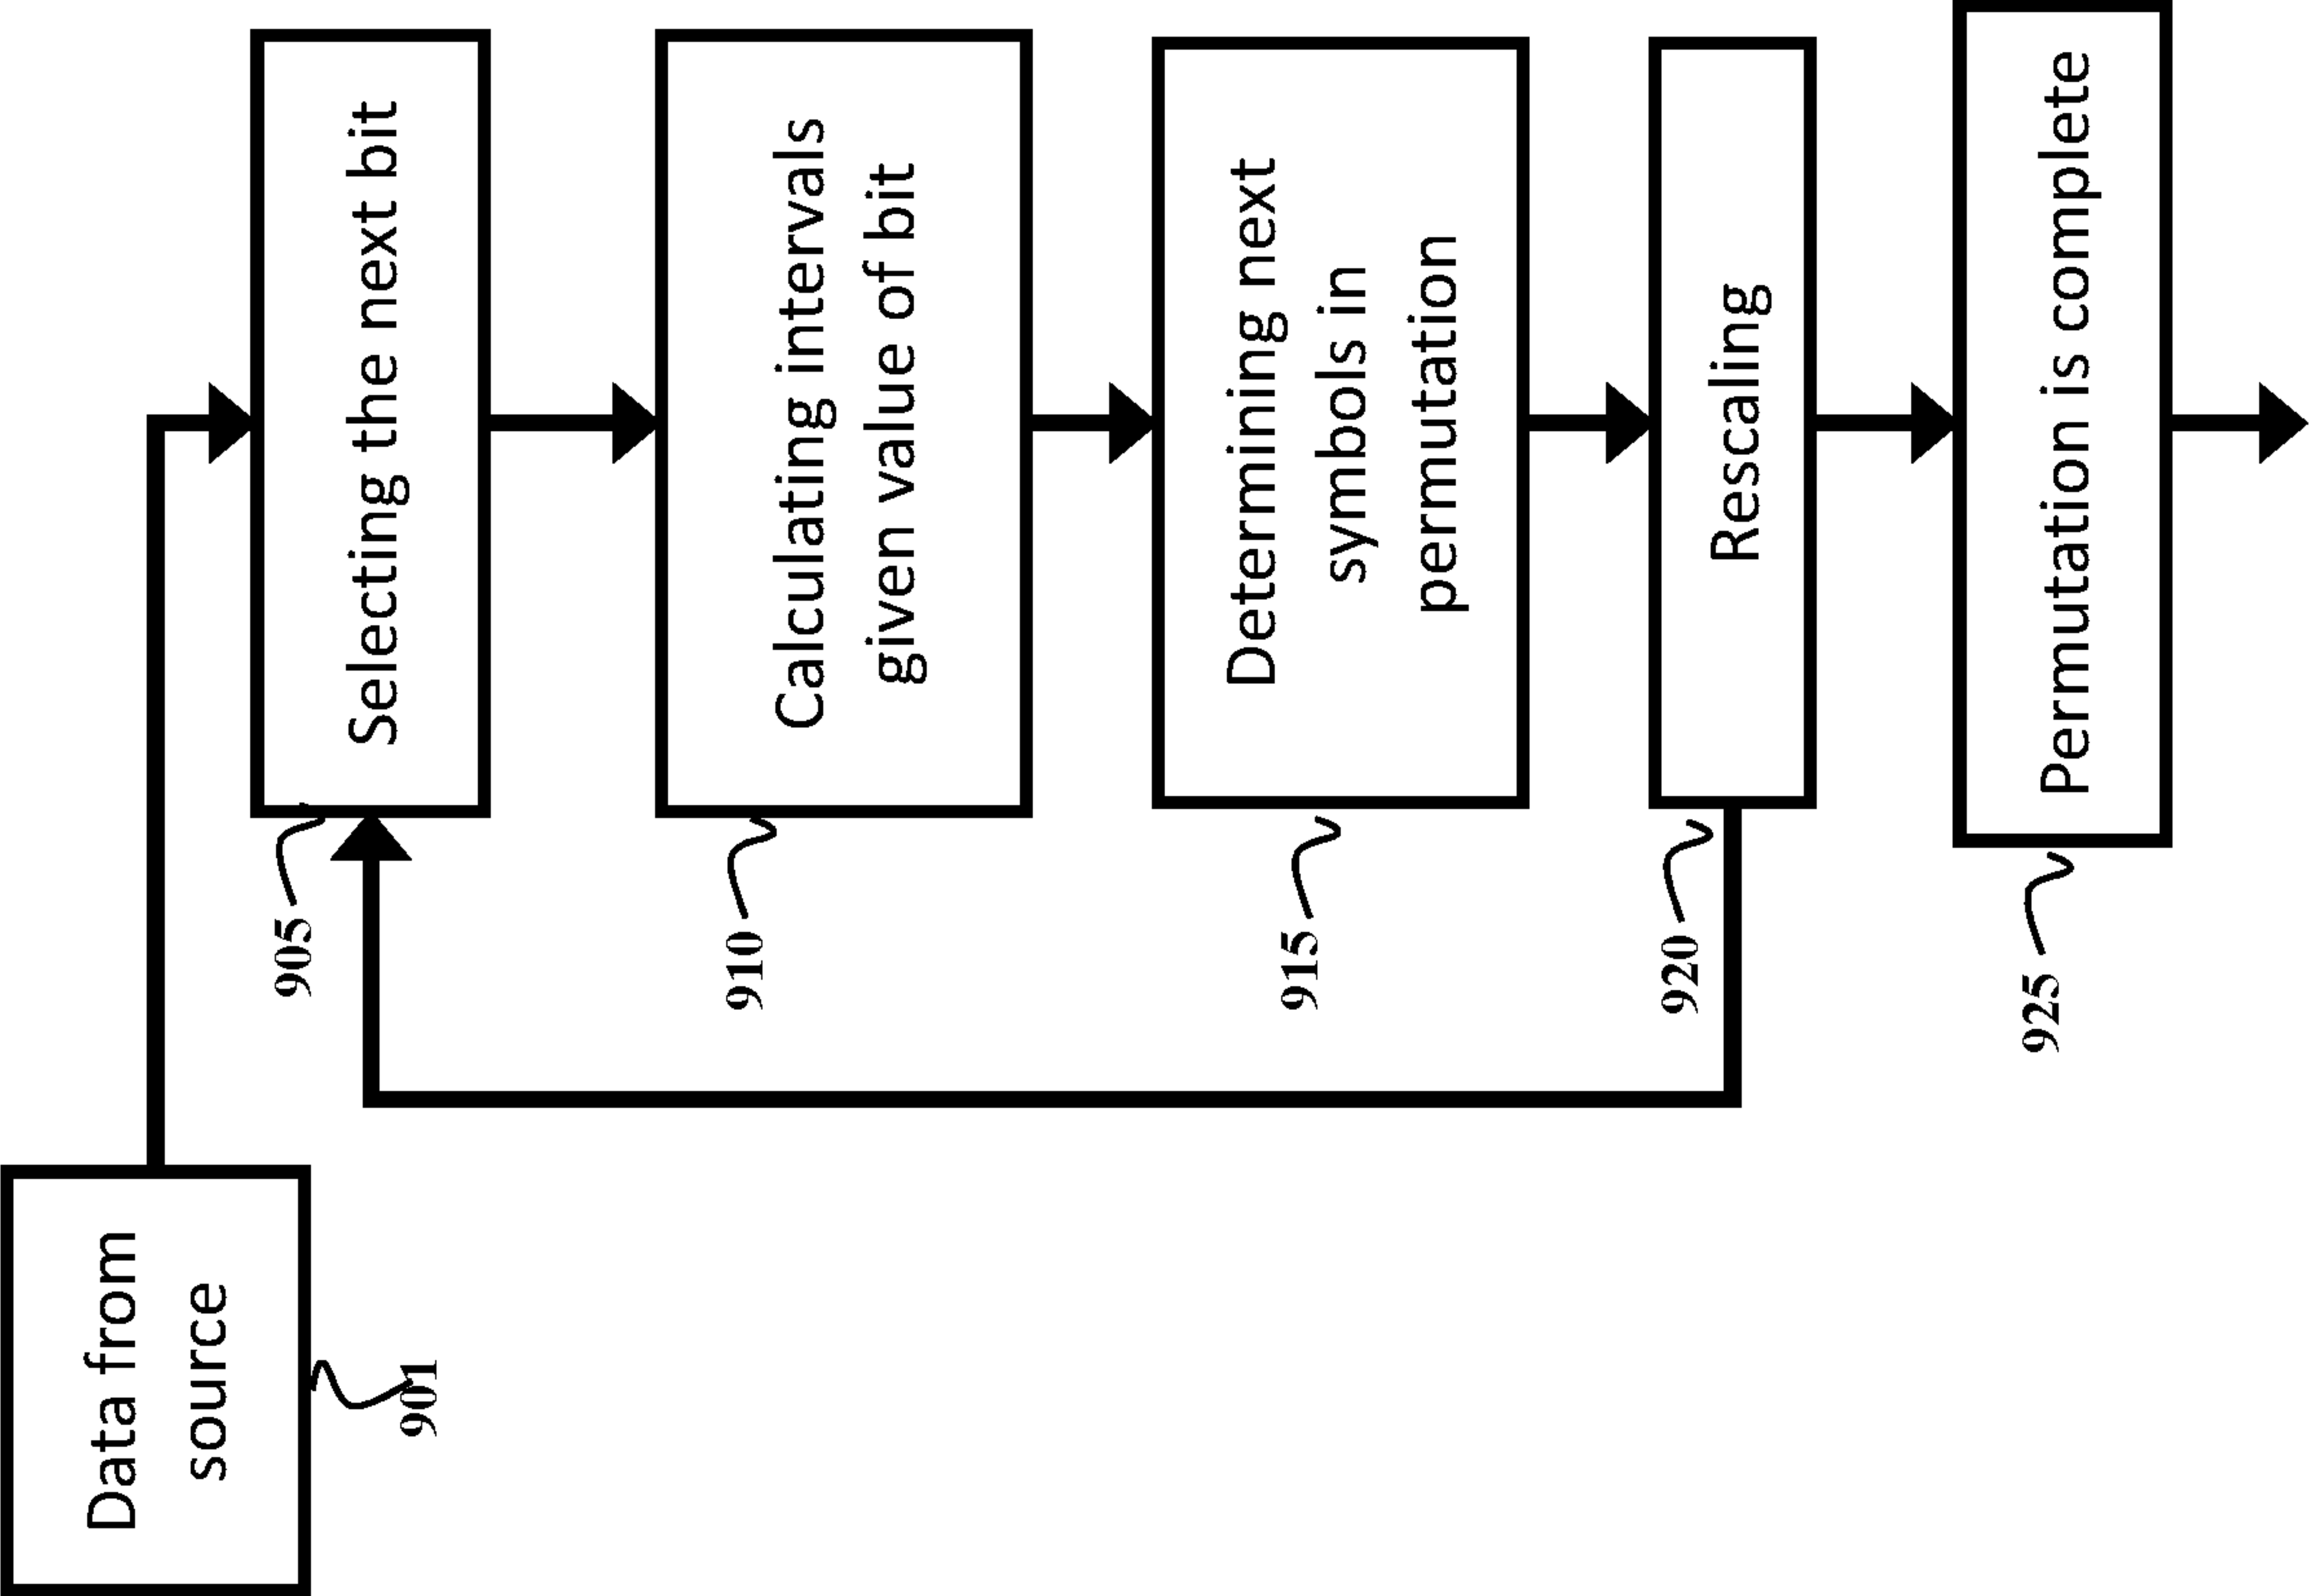 Data from
source
901
Selecting the next bit
905
Calculating intervals
given value of bit
910
Determining next
symbols in
permutation
915
Rescaling
920
Permutation is complete
925